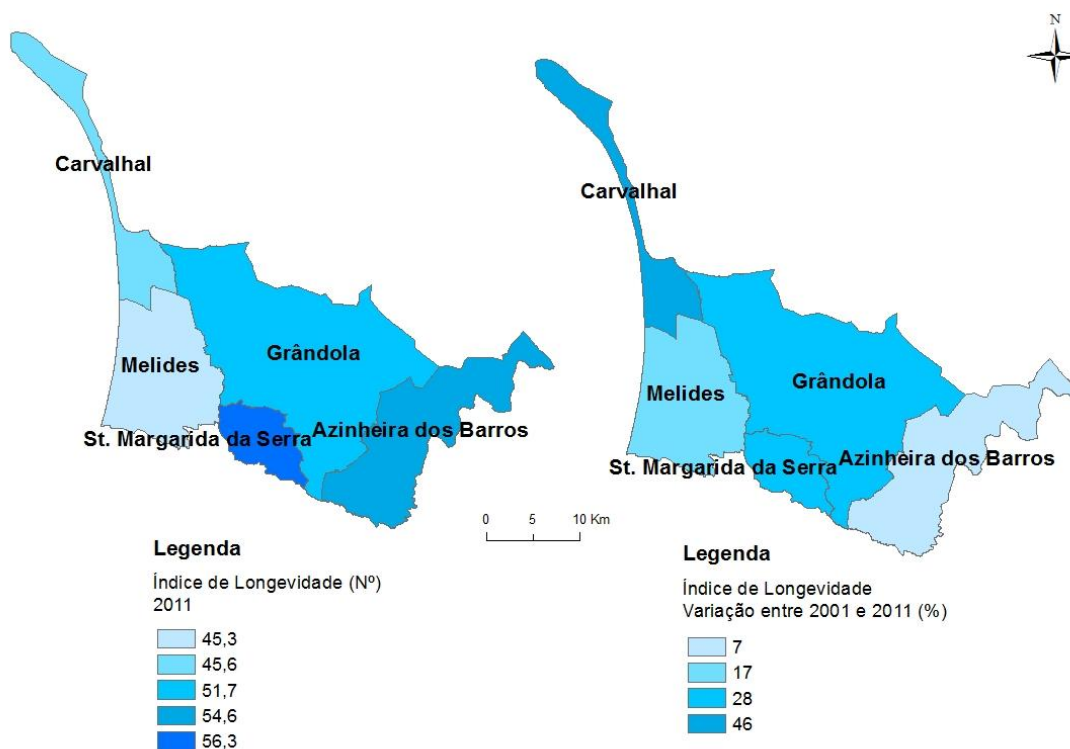 N
Carvalhal
Melides
Grândola
St. Margarida da Serra
Azinheira dos Barros
0 5 10 Km
Legenda
Índice de Longevidade (Nº)
2011
45,3
45,6
51,7
54,6
56,3
Carvalhal
Melides
Grândola
St. Margarida da Serra
Azinheira dos Barros
Legenda
Índice de Longevidade
Variação entre 2001 e 2011 (%)
7
17
28
46